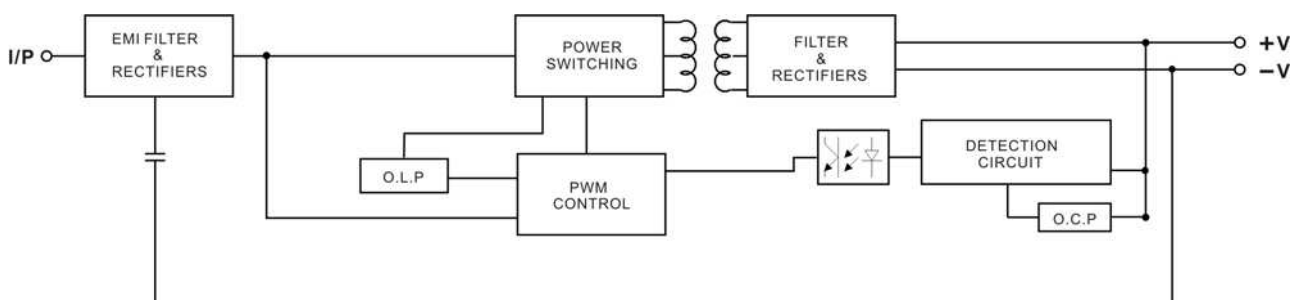 I/P
EMI FILTER
&
RECTIFIERS
POWER
SWITCHING
FILTER
&
RECTIFIERS
+V
−V
O.L.P
PWM
CONTROL
DETECTION
CIRCUIT
O.C.P